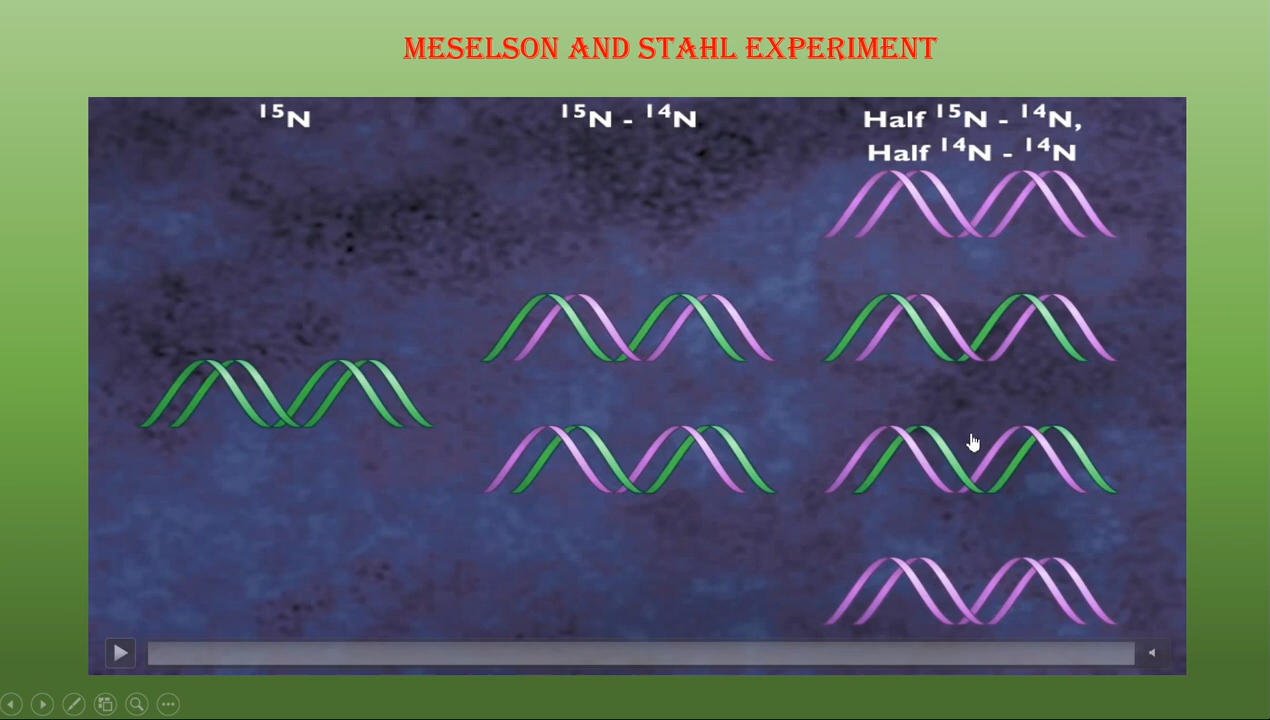 MESELSON AND STAHL EXPERIMENT
¹⁵N
¹⁵N - ¹⁴N
Half ¹⁵N - ¹⁴N,
Half ¹⁴N - ¹⁴N